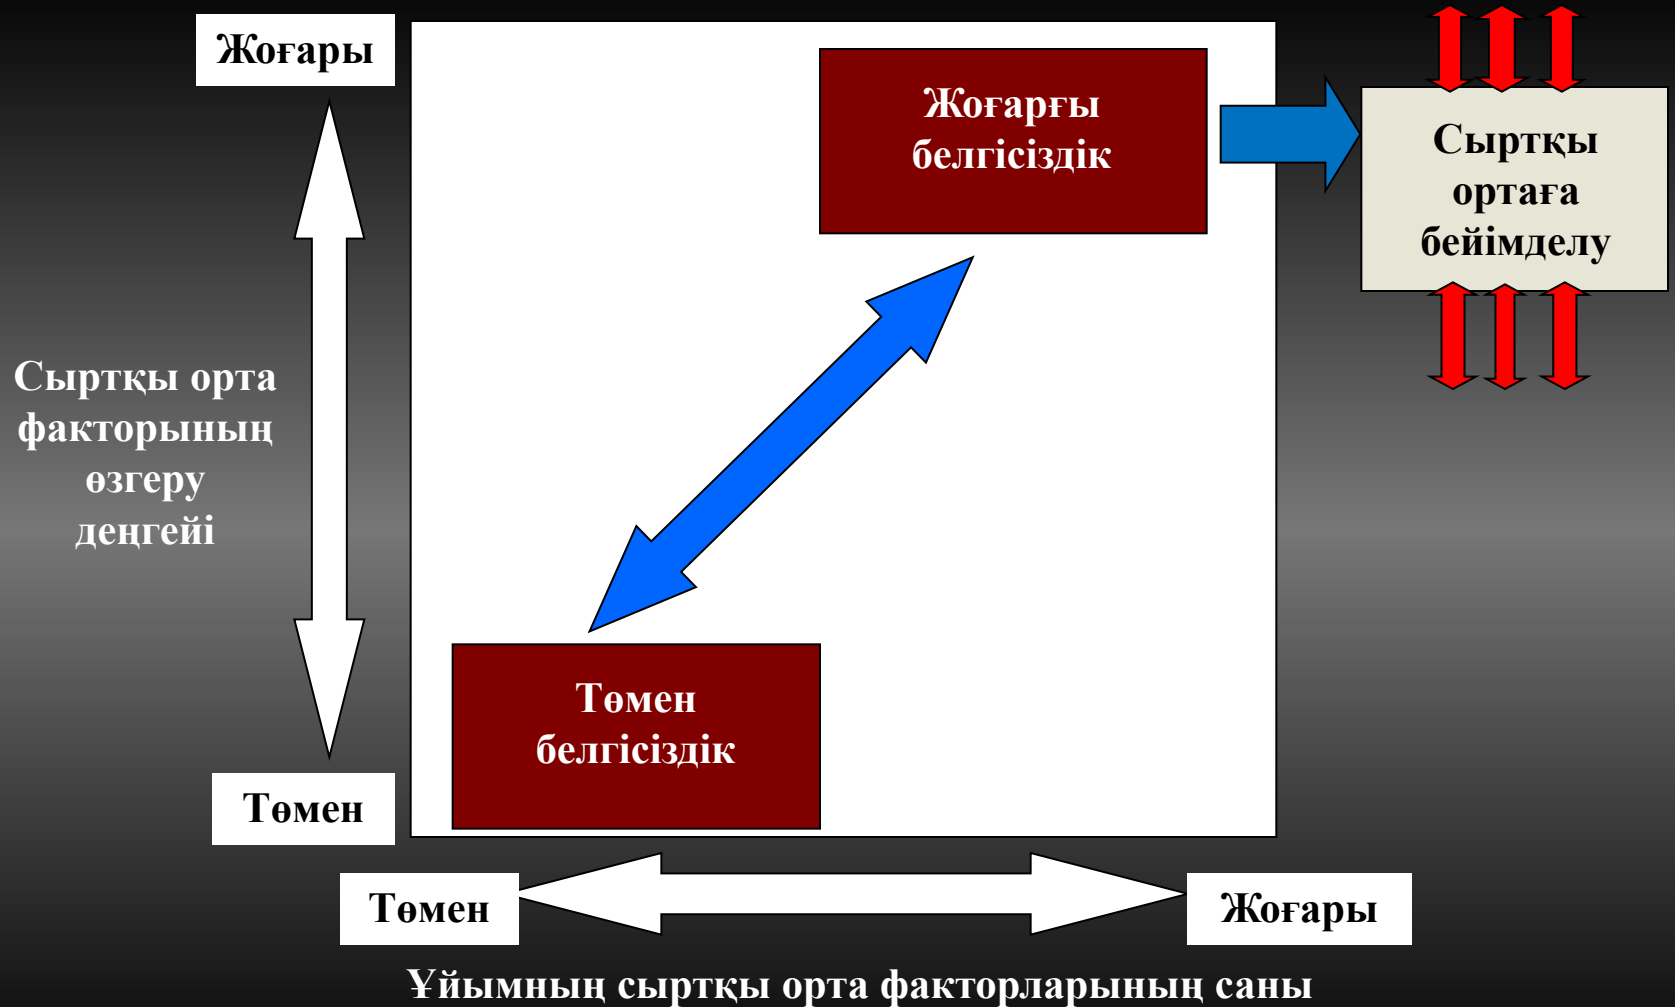 Жоғары
Жоғарғы
белгісіздік
Сыртқы
ортаға
бейімделу
Сыртқы орта
факторының
өзгеру
деңгейі
Төмен
белгісіздік
Төмен
Төмен
Жоғары
Ұйымның сыртқы орта факторларының саны